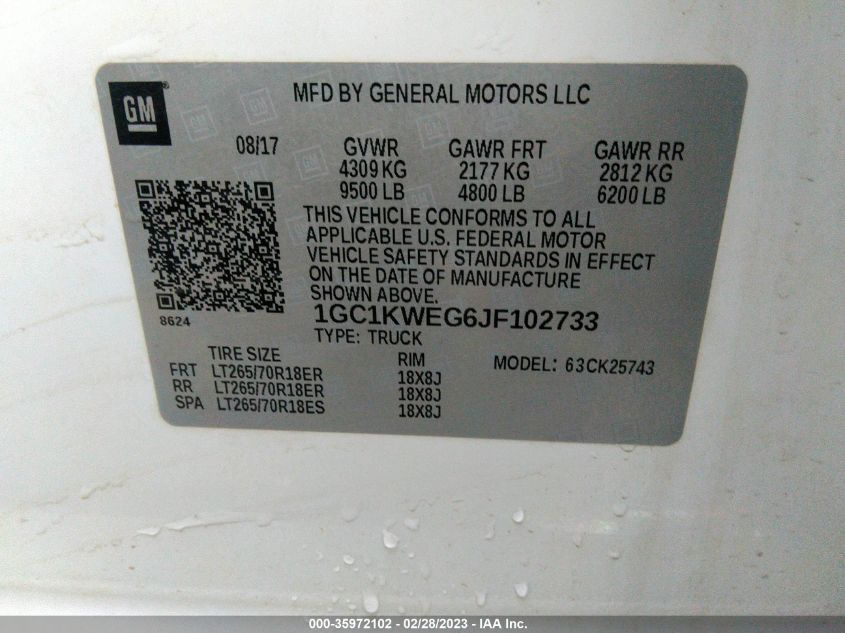 GM ®
MFD BY GENERAL MOTORS LLC
08/17 GVWR GAWR FRT GAWR RR
4309 KG 2177 KG 2812 KG
9500 LB 4800 LB 6200 LB
THIS VEHICLE CONFORMS TO ALL
APPLICABLE U.S. FEDERAL MOTOR
VEHICLE SAFETY STANDARDS IN EFFECT
ON THE DATE OF MANUFACTURE
SHOWN ABOVE.
8624
1GC1KWEG6JF102733
TYPE: TRUCK
TIRE SIZE RIM MODEL: 63CK25743
FRT LT265/70R18ER 18X8J
RR LT265/70R18ER 18X8J
SPA LT265/70R18ES 18X8J
000-35972102 - 02/28/2023 - IAA Inc.